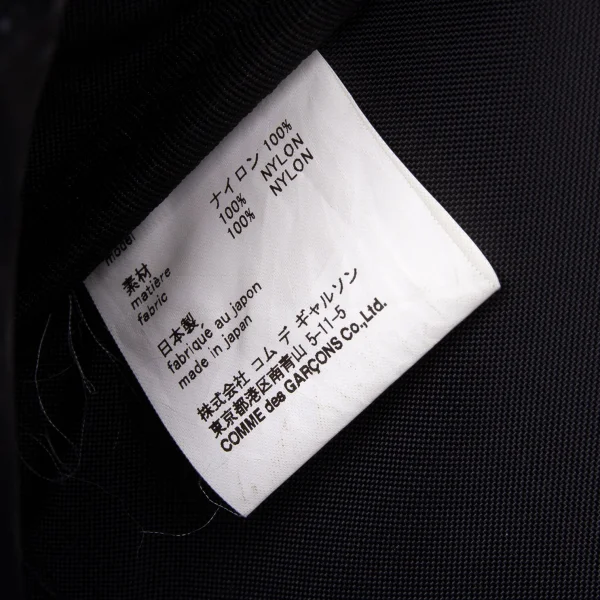 model
素材 ナイロン 100%
matière 100% NYLON
fabric 100% NYLON
日本製,
fabriqué au japon
made in japan
株式会社 コム デ ギャルソン
東京都港区南青山 5-11-5
COMME des GARÇONS Co.,Ltd.